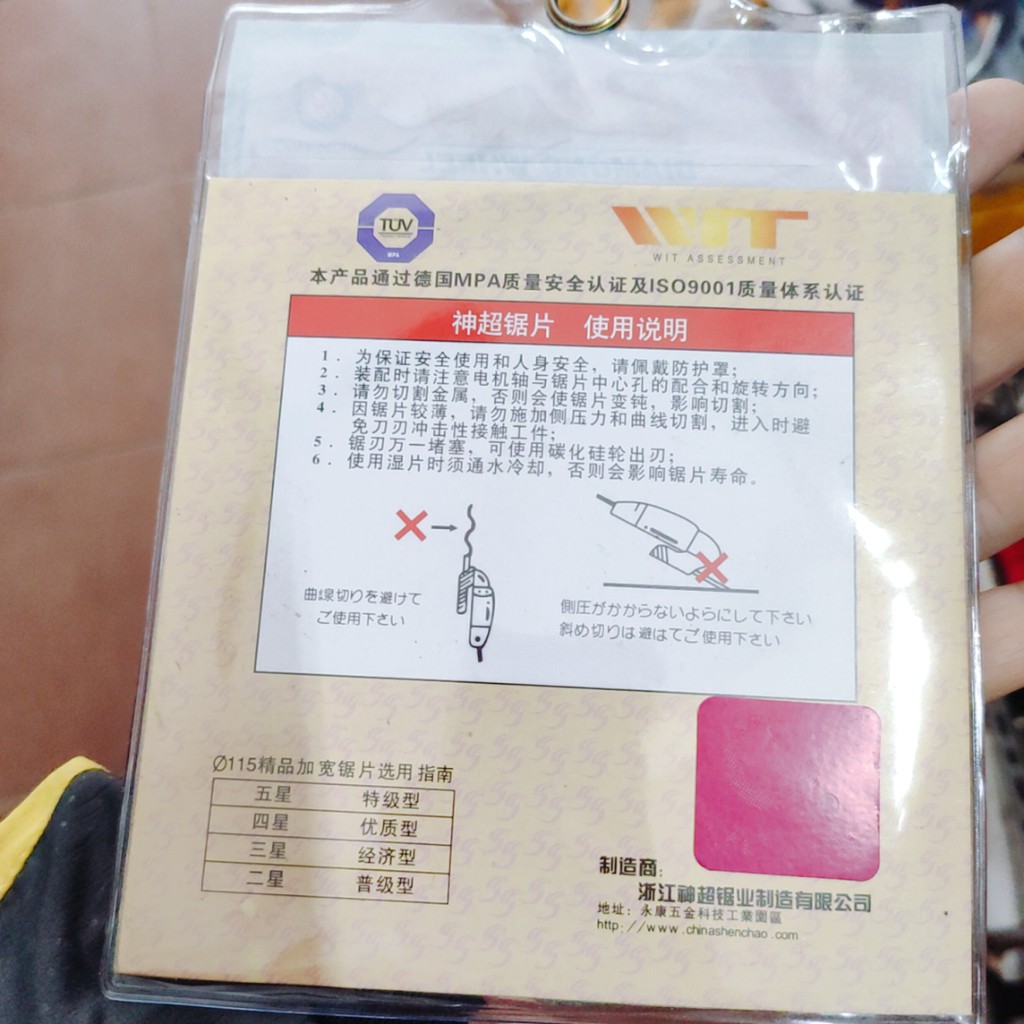 TÜV
MPA
WIT
WIT ASSESSMENT
本产品通过德国MPA质量安全认证及ISO9001质量体系认证
神超锯片 使用说明
1. 为保证安全使用和人身安全，请佩戴防护罩；
2. 装配时请注意电机轴与锯片中心孔的配合和旋转方向；
3. 请勿切割金属，否则会使锯片变钝，影响切割；
4. 因锯片较薄，请勿施加侧压力和曲线切割，进入时避
免刀刃冲击性接触工件；
5. 锯刃万一堵塞，可使用碳化硅轮出刃；
6. 使用湿片时须通水冷却，否则会影响锯片寿命。
曲線切りを避けて
ご使用下さい
側圧がかからないよらにして下さい
斜め切りは避はてご使用下さい
Ø115精品加宽锯片选用指南
五星 特级型
四星 优质型
三星 经济型
二星 普级型
制造商：
浙江神超锯业制造有限公司
地址：永康五金科技工業園區
http://www.chinashenchao.com